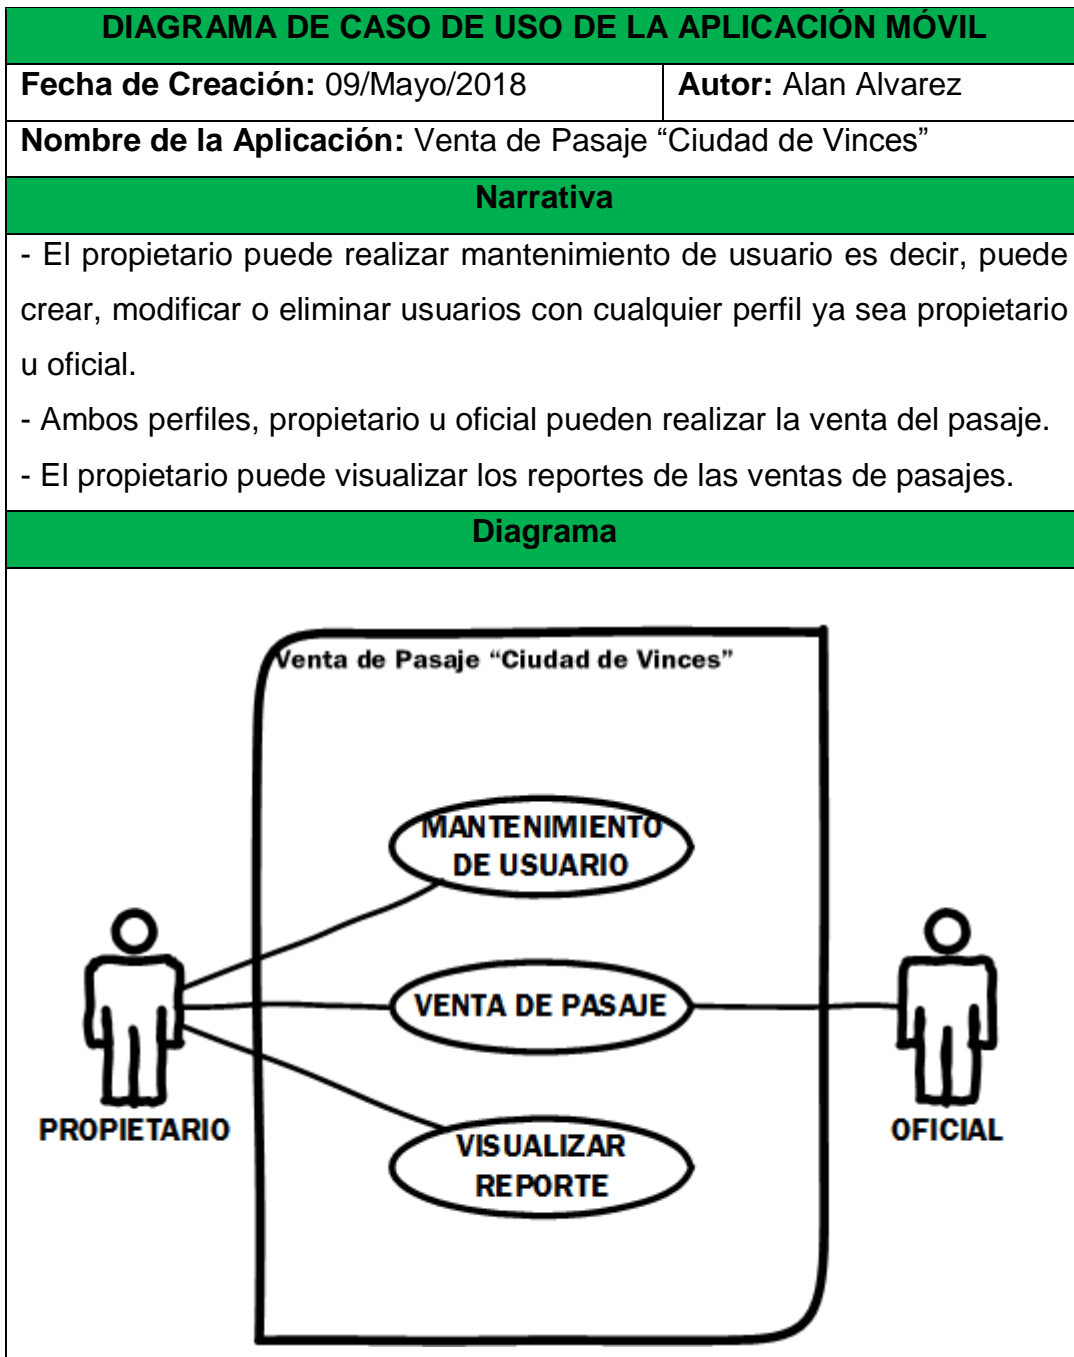 DIAGRAMA DE CASO DE USO DE LA APLICACIÓN MÓVIL
Fecha de Creación: 09/Mayo/2018
Autor: Alan Alvarez
Nombre de la Aplicación: Venta de Pasaje “Ciudad de Vinces”
Narrativa
- El propietario puede realizar mantenimiento de usuario es decir, puede
crear, modificar o eliminar usuarios con cualquier perfil ya sea propietario
u oficial.
- Ambos perfiles, propietario u oficial pueden realizar la venta del pasaje.
- El propietario puede visualizar los reportes de las ventas de pasajes.
Diagrama
Venta de Pasaje “Ciudad de Vinces”
MANTENIMIENTO
DE USUARIO
VENTA DE PASAJE
PROPIETARIO
OFICIAL
VISUALIZAR
REPORTE